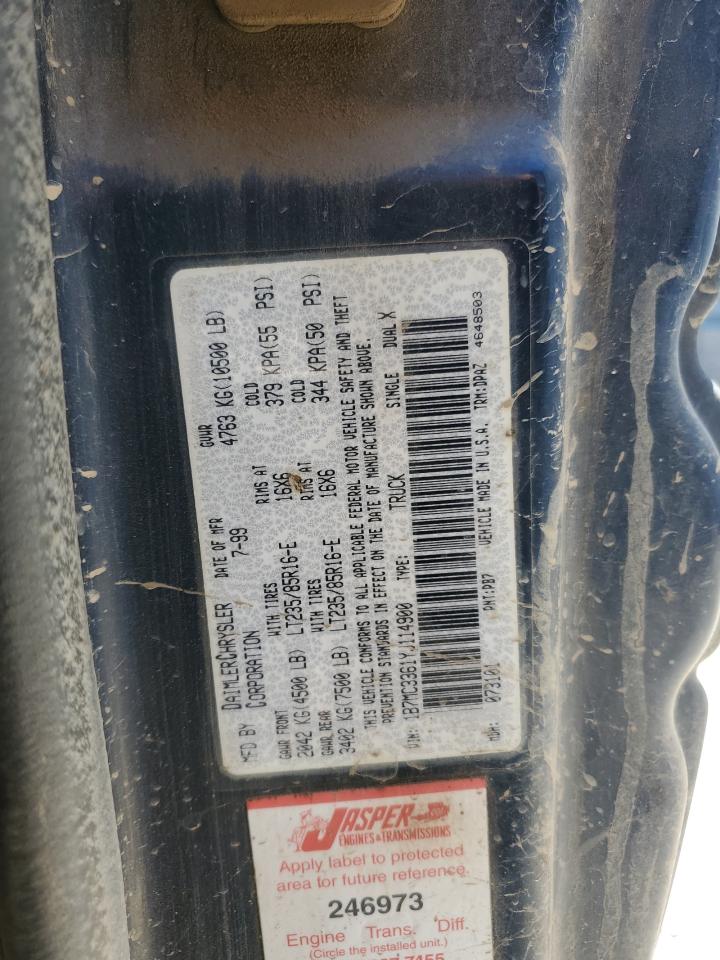 MFD BY DAIMLERCHRYSLER CORPORATION DATE OF MFR 7-99 GVWR 4763 KG(10500 LB)
GAWR FRONT WITH TIRES RIMS AT COLD
2042 KG(4500 LB) LT235/85R16-E 16X6 379 KPA(55 PSI)
GAWR REAR WITH TIRES RIMS AT COLD
3402 KG(7500 LB) LT235/85R16-E 16X6 344 KPA(50 PSI)
THIS VEHICLE CONFORMS TO ALL APPLICABLE FEDERAL MOTOR VEHICLE SAFETY AND THEFT
PREVENTION STANDARDS IN EFFECT ON THE DATE OF MANUFACTURE SHOWN ABOVE.
VIN: 1B7MC3361YJ114900 TYPE: TRUCK SINGLE DUAL X
MDH: 073101 PNT:PB7 VEHICLE MADE IN U.S.A. TRM:DPAZ 4648503
JASPER
ENGINES & TRANSMISSIONS
Apply label to protected
area for future reference.
246973
Engine Trans. Diff.
(Circle the installed unit.)
7455